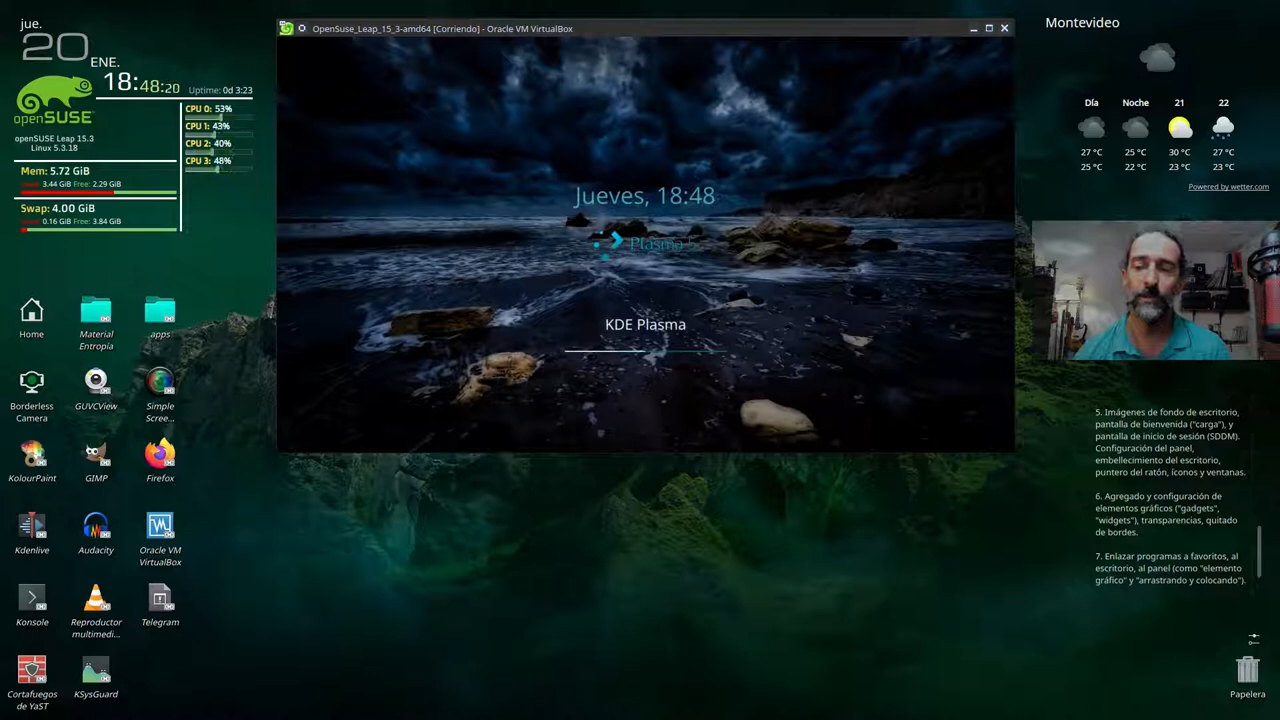 jue.
20
ENE.
18:48:20
Uptime: 0d 3:23
openSUSE
openSUSE Leap 15.3
Linux 5.3.18
CPU 0: 53%
CPU 1: 43%
CPU 2: 40%
CPU 3: 48%
Mem: 5.72 GiB
3.44 GiB Free: 2.29 GiB
Swap: 4.00 GiB
0.16 GiB Free: 3.84 GiB
Home
Material
Entropía
apps
Borderless
Camera
GUVCView
Simple
Scree...
KolourPaint
GIMP
Firefox
Kdenlive
Audacity
Oracle VM
VirtualBox
Konsole
Reproductor
multimedi...
Telegram
Cortafuegos
de YaST
KSysGuard
OpenSuse_Leap_15_3-amd64 [Corriendo] - Oracle VM VirtualBox
Jueves, 18:48
Plasma 5
KDE Plasma
Montevideo
Día Noche 21 22
27 °C 25 °C 30 °C 27 °C
25 °C 22 °C 23 °C 23 °C
Powered by wetter.com
5. Imágenes de fondo de escritorio,
pantalla de bienvenida ("carga"), y
pantalla de inicio de sesión (SDDM).
Configuración del panel,
embellecimiento del escritorio,
puntero del ratón, íconos y ventanas.
6. Agregado y configuración de
elementos gráficos ("gadgets",
"widgets"), transparencias, quitado
de bordes.
7. Enlazar programas a favoritos, al
escritorio, al panel (como "elemento
gráfico" y "arrastrando y colocando").
Papelera